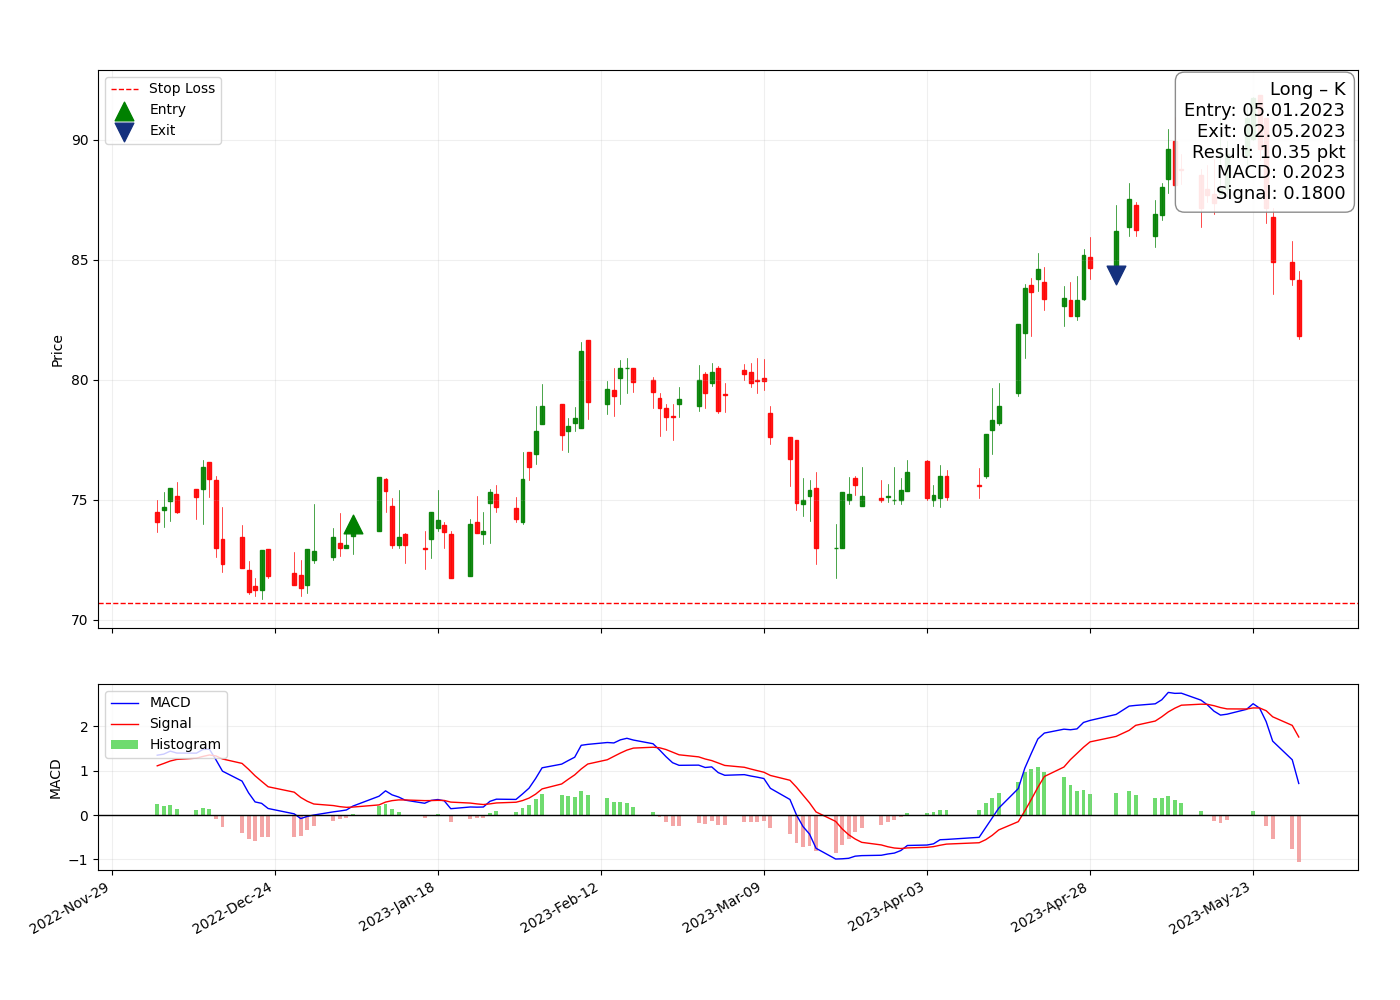 Stop Loss
Entry
Exit
Long – K
Entry: 05.01.2023
Exit: 02.05.2023
Result: 10.35 pkt
MACD: 0.2023
Signal: 0.1800
Price
90
85
80
75
70
MACD
Signal
Histogram
MACD
2
1
0
−1
2022-Nov-29
2022-Dec-24
2023-Jan-18
2023-Feb-12
2023-Mar-09
2023-Apr-03
2023-Apr-28
2023-May-23